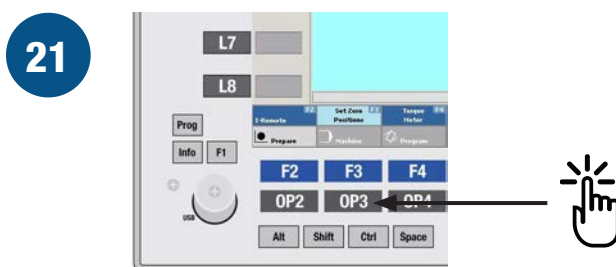 21
L7
L8
F2 Set Zero F3 Torque F4
I-Remote Positions Meter
Prepare Machine Program
Prog
Info F1
F2 F3 F4
OP2 OP3 OP4
USB
Alt Shift Ctrl Space